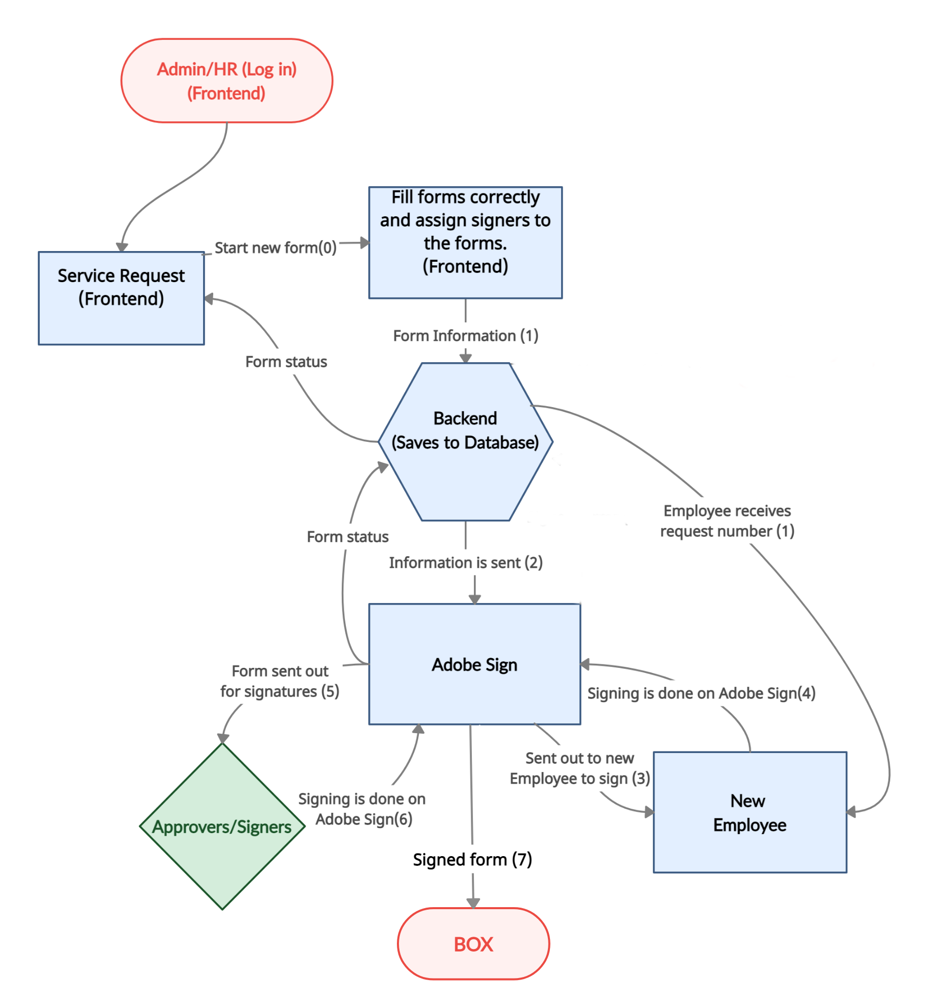 Admin/HR (Log in)
(Frontend)
Fill forms correctly
and assign signers to
the forms.
(Frontend)
Start new form(0)
Service Request
(Frontend)
Form Information (1)
Form status
Backend
(Saves to Database)
Employee receives
request number (1)
Form status
Information is sent (2)
Adobe Sign
Form sent out
for signatures (5)
Signing is done on Adobe Sign(4)
Sent out to new
Employee to sign (3)
Signing is done on
Adobe Sign(6)
New
Employee
Approvers/Signers
Signed form (7)
BOX